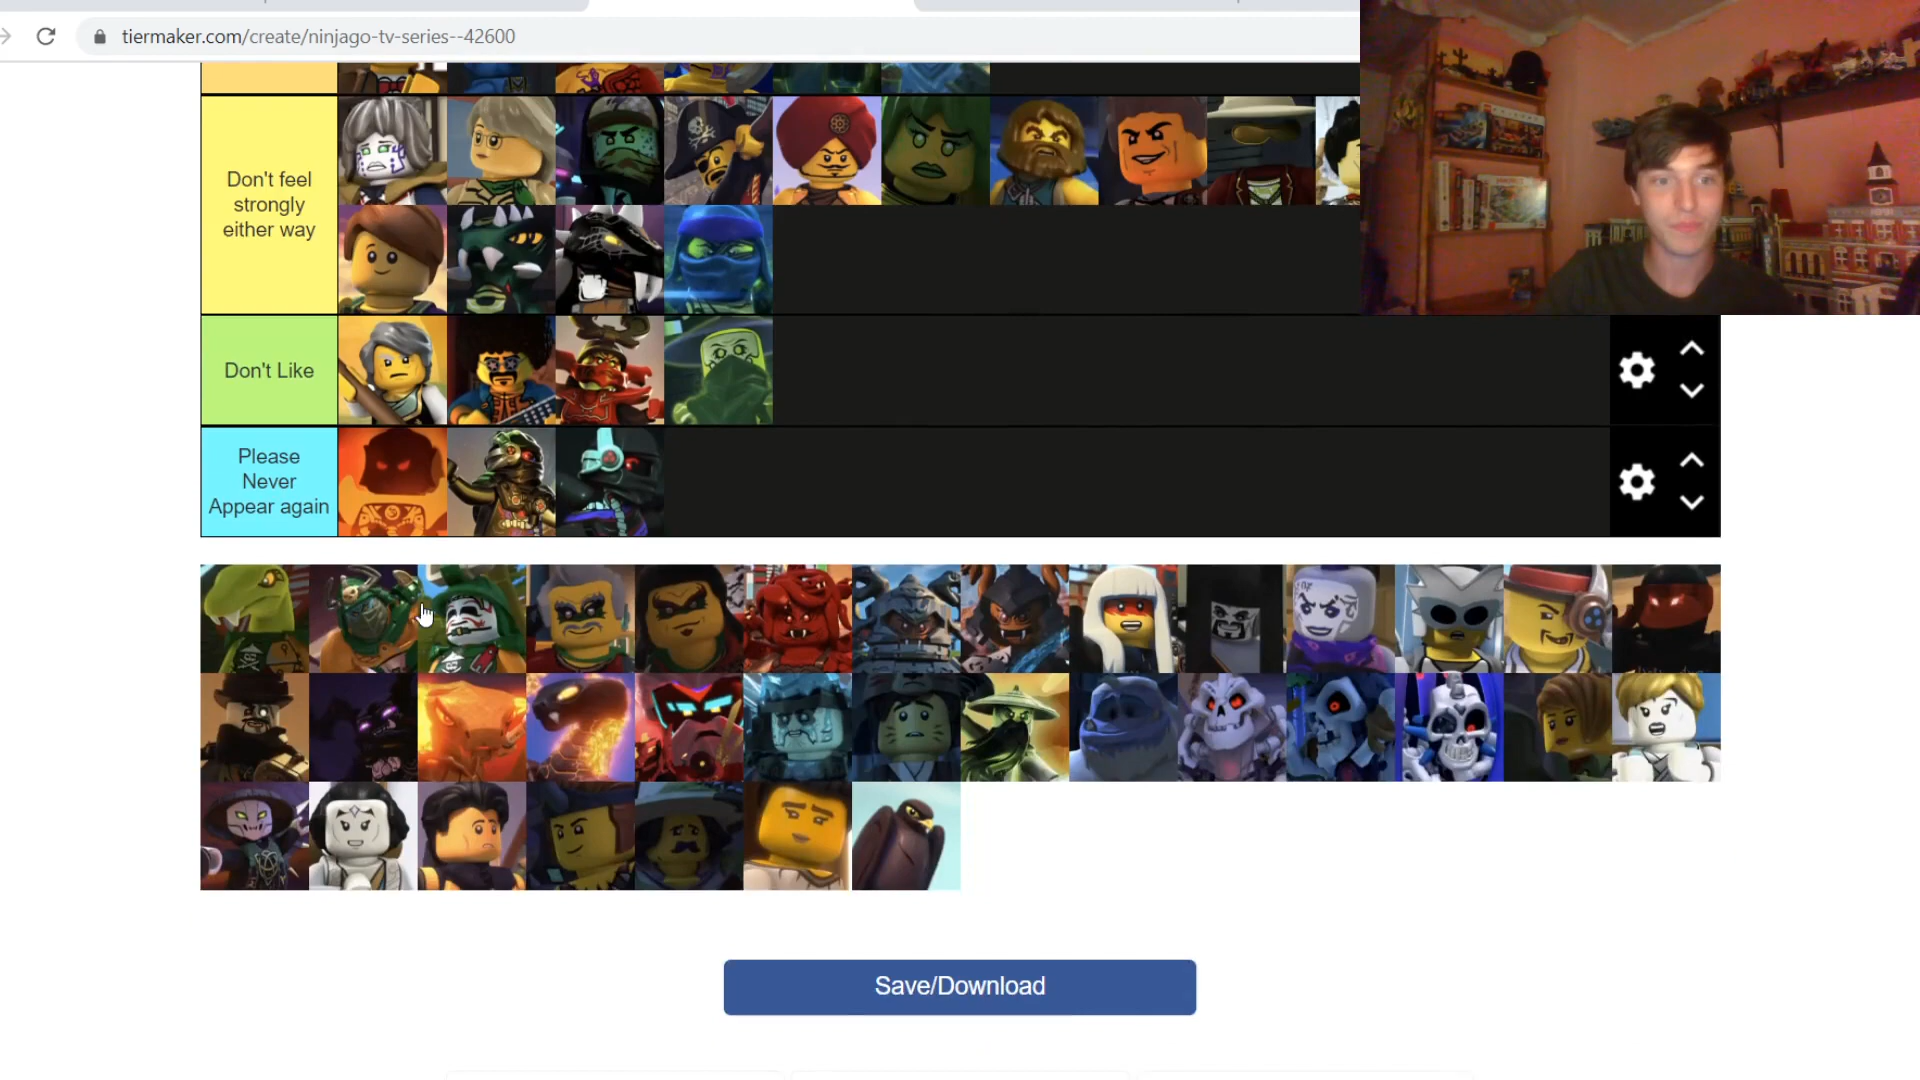 tiermaker.com/create/ninjago-tv-series--42600
Don't feel
strongly
either way
Don't Like
Please
Never
Appear again
Save/Download